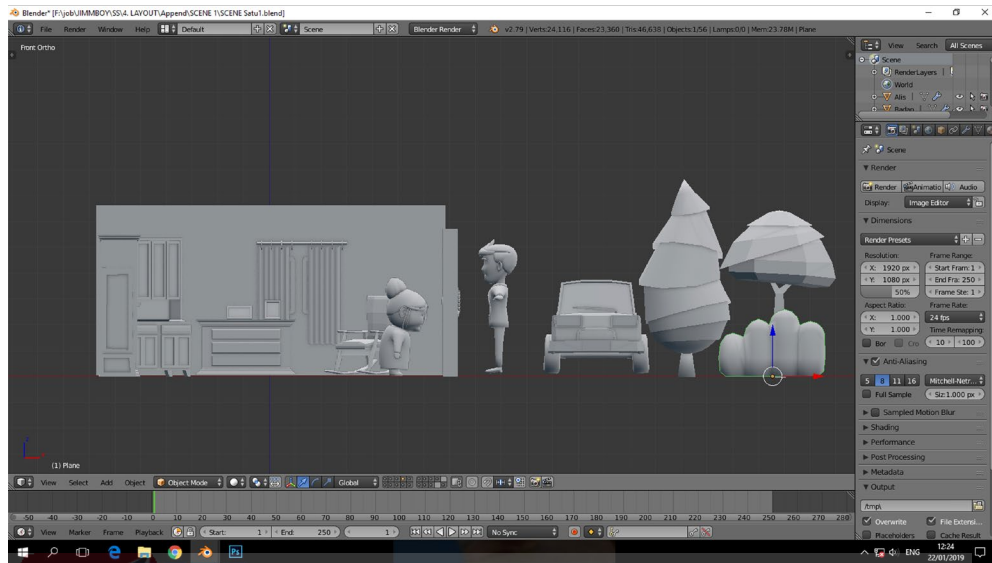 Blender* [F:\job\JIMMBOY\SS\4. LAYOUT\Append\SCENE 1\SCENE Satu1.blend]
File Render Window Help Default Scene Blender Render v2.79 | Verts:24,116 | Faces:23,360 | Tris:46,638 | Objects:1/56 | Lamps:0/0 | Mem:23.78M | Plane
Front Ortho
View Search All Scenes
Scene
RenderLayers
World
Alis
Badan
Scene
Render
Render Animatio Audio
Display: Image Editor
Dimensions
Render Presets
Resolution: Frame Range:
X: 1920 px Start Fram: 1
Y: 1080 px End Fra: 250
50% Frame Ste: 1
Aspect Ratio: Frame Rate:
X: 1.000 24 fps
Y: 1.000 Time Remapping:
Bor Cro 10 100
Anti-Aliasing
5 8 11 16 Mitchell-Netr...
Full Sample Siz:1.000 px
Sampled Motion Blur
Shading
Performance
Post Processing
Metadata
Output
/tmp\
Overwrite File Extensi...
Placeholders Cache Result
z
(1) Plane
View Select Add Object Object Mode Global
-50 -40 -30 -20 -10 0 10 20 30 40 50 60 70 80 90 100 110 120 130 140 150 160 170 180 190 200 210 220 230 240 250 260 270 280
View Marker Frame Playback Start: 1 End: 250 1 No Sync
Ps
ENG
12:24
22/01/2019